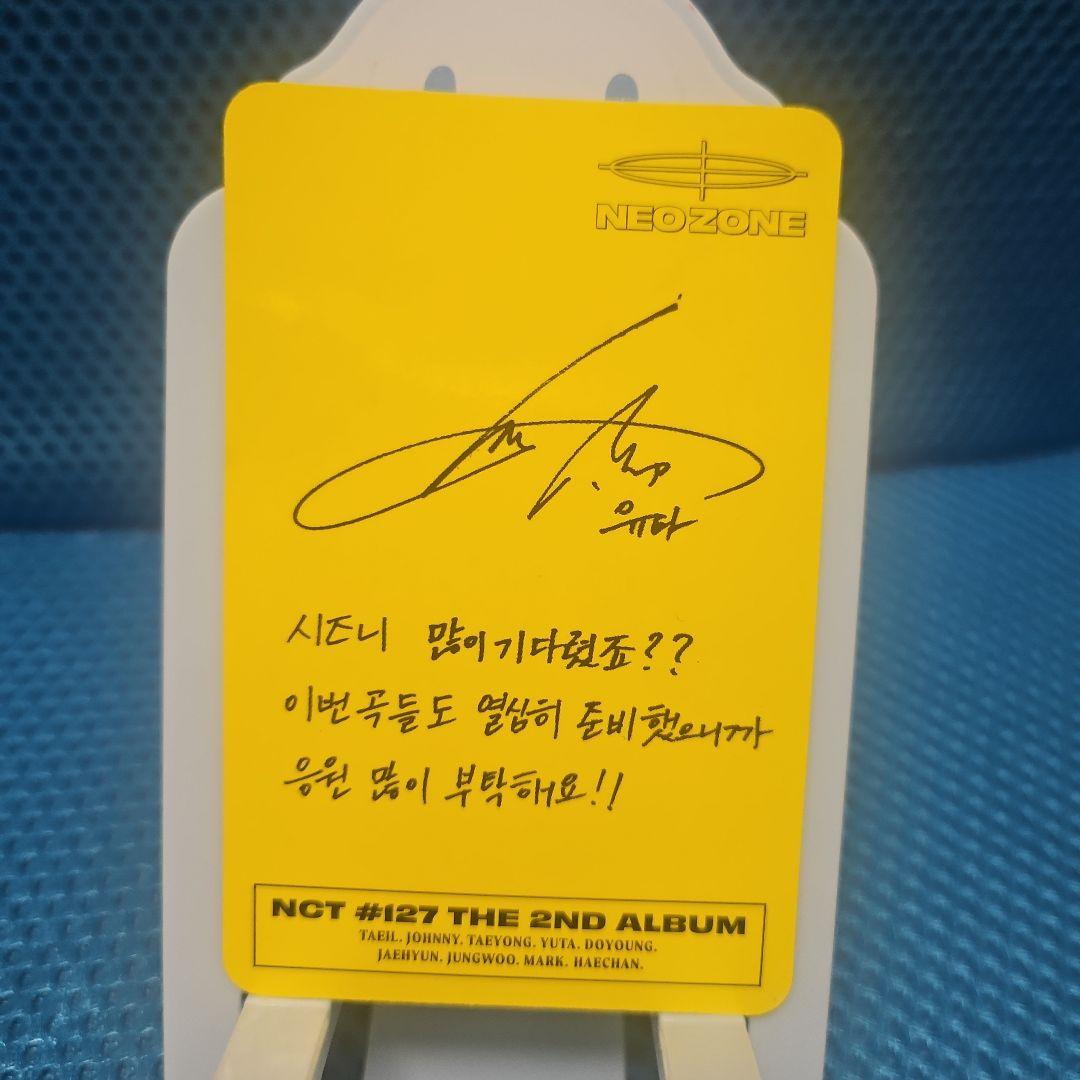 NEO ZONE
유타
시즈니 많이 기다렸죠??
이번 곡들도 열심히 준비했으니까
응원 많이 부탁해요!!
NCT #127 THE 2ND ALBUM
TAEIL. JOHNNY. TAEYONG. YUTA. DOYOUNG.
JAEHYUN. JUNGWOO. MARK. HAECHAN.